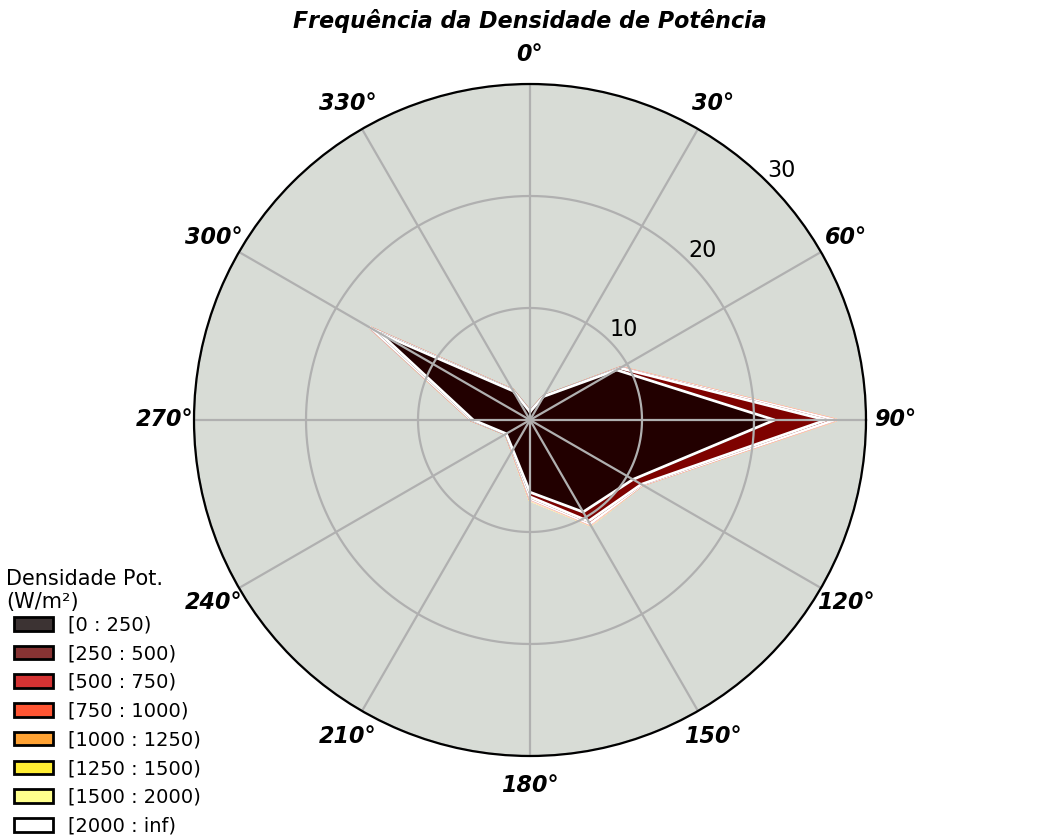 Frequência da Densidade de Potência
0°
330°
30°
30
300°
60°
20
10
270°
90°
240°
120°
210°
150°
180°
Densidade Pot.
(W/m²)
[0 : 250)
[250 : 500)
[500 : 750)
[750 : 1000)
[1000 : 1250)
[1250 : 1500)
[1500 : 2000)
[2000 : inf)